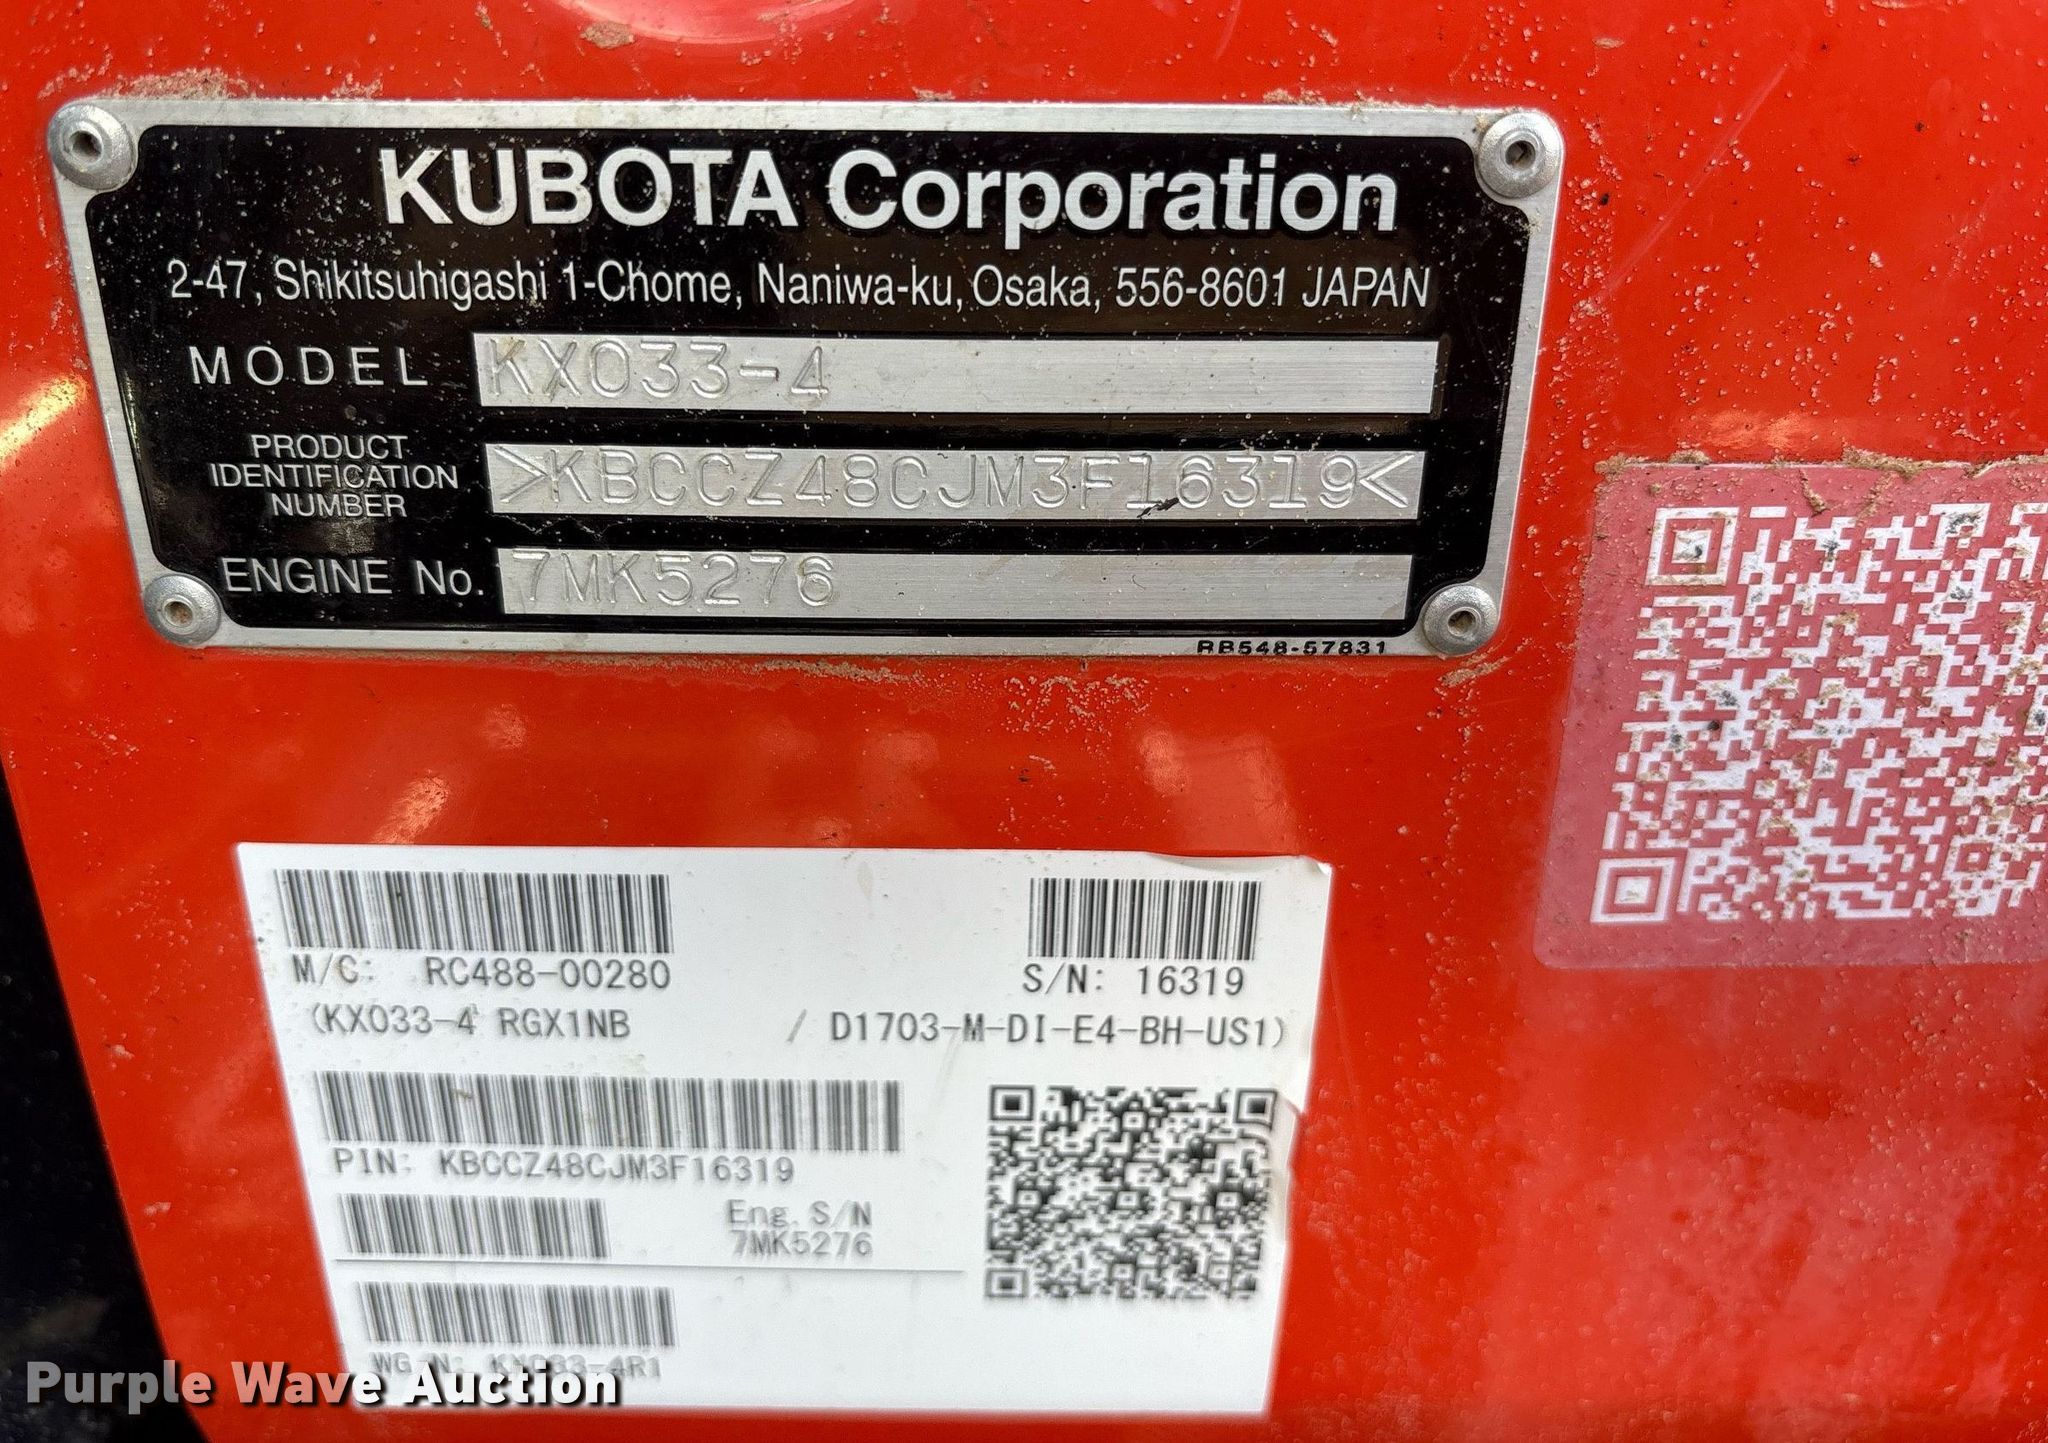 KUBOTA Corporation
2-47, Shikitsuhigashi 1-Chome, Naniwa-ku, Osaka, 556-8601 JAPAN
MODEL KX033-4
PRODUCT
IDENTIFICATION
NUMBER
>KBCCZ48CJM3F16319<
ENGINE No. 7MK5276
RB548-57831
M/C: RC488-00280
S/N: 16319
(KX033-4 RGX1NB / D1703-M-DI-E4-BH-US1)
PIN: KBCCZ48CJM3F16319
Eng. S/N
7MK5276
KX033-4R1
Purple Wave Auction